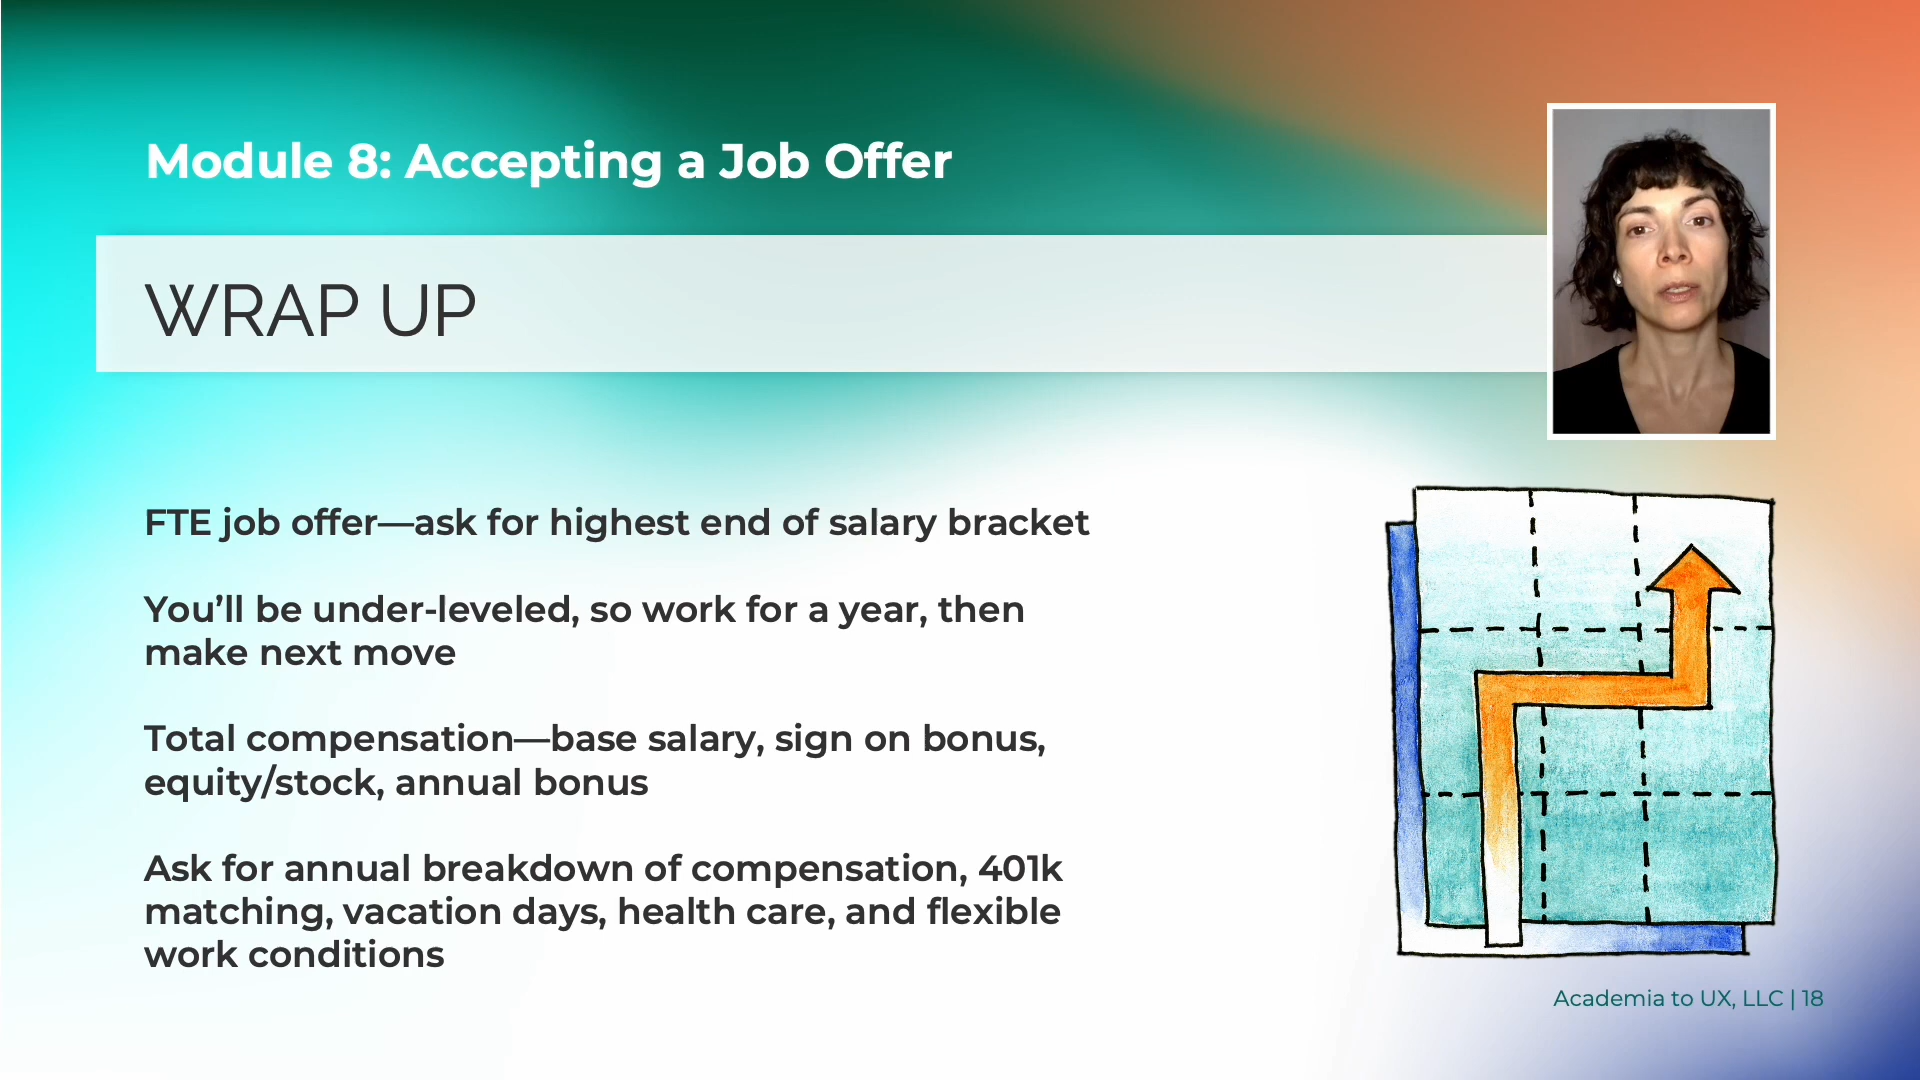 Module 8: Accepting a Job Offer
WRAP UP
FTE job offer—ask for highest end of salary bracket
You’ll be under-leveled, so work for a year, then
make next move
Total compensation—base salary, sign on bonus,
equity/stock, annual bonus
Ask for annual breakdown of compensation, 401k
matching, vacation days, health care, and flexible
work conditions
Academia to UX, LLC | 18